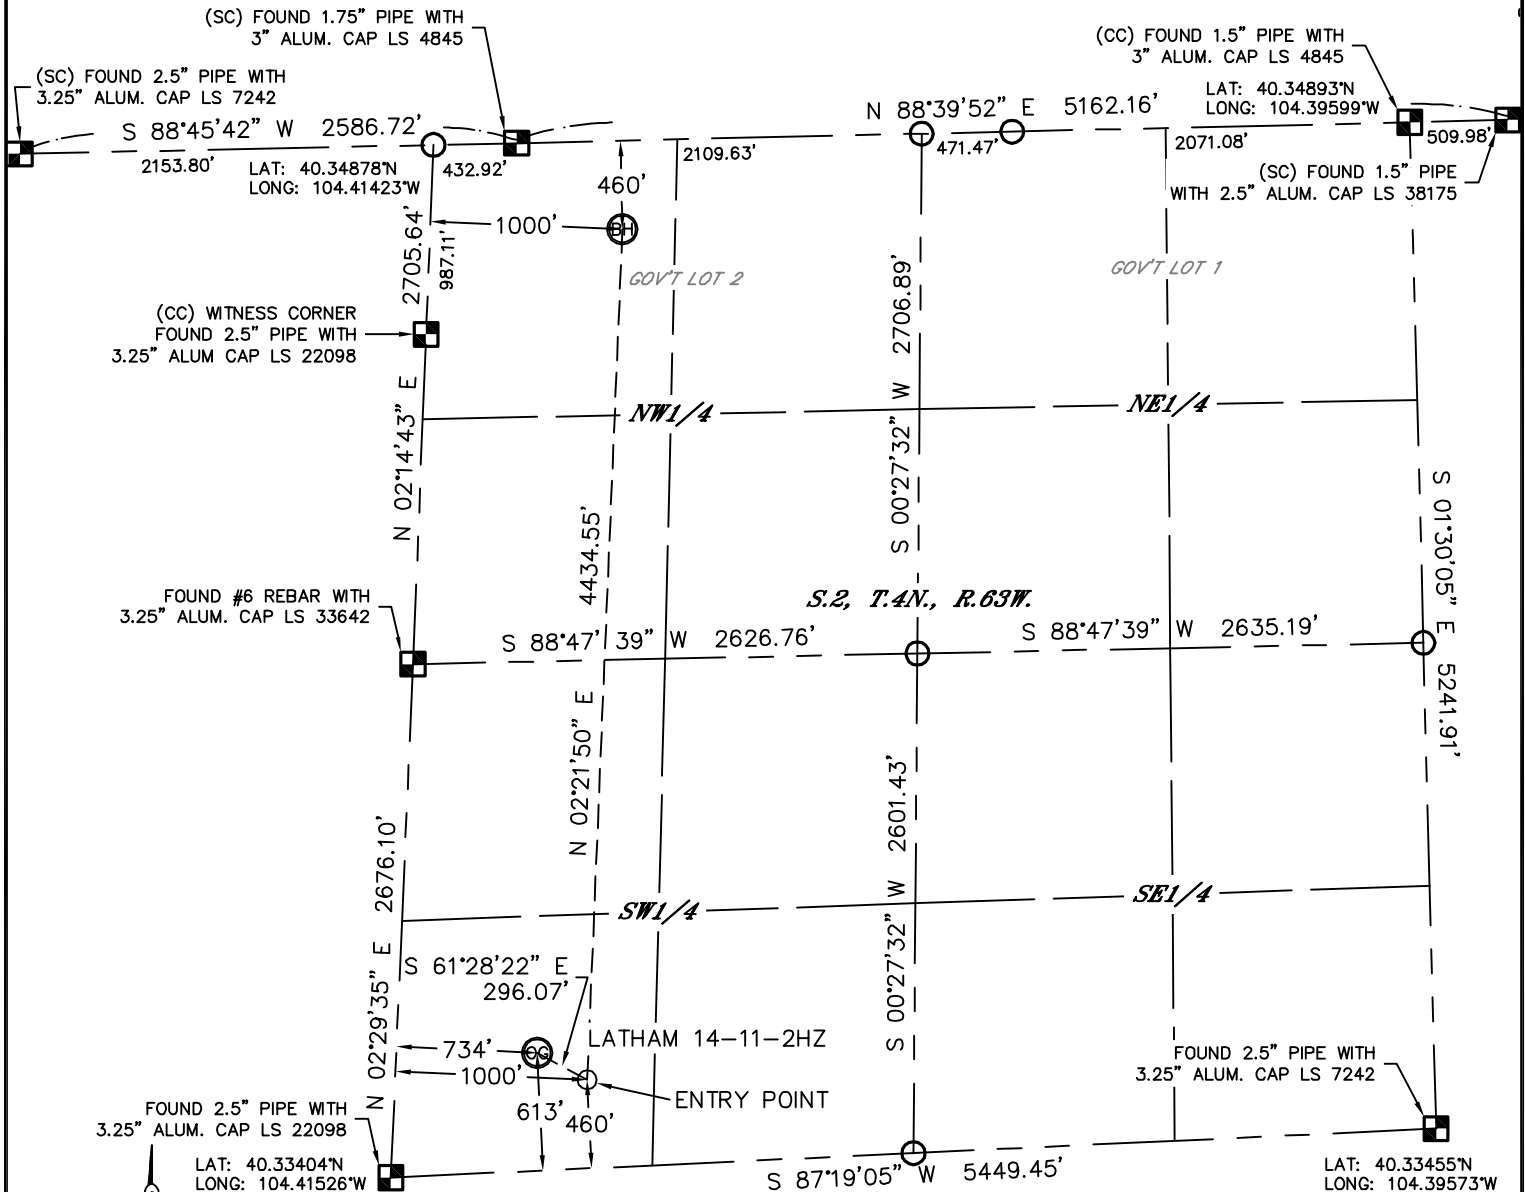 (SC) FOUND 1.75" PIPE WITH
3" ALUM. CAP LS 4845
(CC) FOUND 1.5" PIPE WITH
3" ALUM. CAP LS 4845
(SC) FOUND 2.5" PIPE WITH
3.25" ALUM. CAP LS 7242
LAT: 40.34893°N
LONG: 104.39599°W
S 88°45'42" W 2586.72'
N 88°39'52" E 5162.16'
2153.80'
432.92'
2109.63'
471.47'
2071.08'
509.98'
LAT: 40.34878°N
LONG: 104.41423°W
(SC) FOUND 1.5" PIPE
WITH 2.5" ALUM. CAP LS 38175
460'
1000'
BH
2705.64'
987.11'
GOV'T LOT 2
GOV'T LOT 1
2706.89'
(CC) WITNESS CORNER
FOUND 2.5" PIPE WITH
3.25" ALUM CAP LS 22098
NW1/4
NE1/4
N 02°14'43" E
S 00°27'32" W
S 01°30'05" E 5241.91'
4434.55'
FOUND #6 REBAR WITH
3.25" ALUM. CAP LS 33642
S.2, T.4N., R.63W.
S 88°47'39" W 2626.76'
S 88°47'39" W 2635.19'
N 02°21'50" E
2601.43'
2676.10'
SW1/4
SE1/4
N 02°29'35" E
S 00°27'32" W
S 61°28'22" E
296.07'
LATHAM 14-11-2HZ
734'
OG
1000'
ENTRY POINT
613'
460'
FOUND 2.5" PIPE WITH
3.25" ALUM. CAP LS 7242
FOUND 2.5" PIPE WITH
3.25" ALUM. CAP LS 22098
LAT: 40.33404°N
LONG: 104.41526°W
S 87°19'05" W 5449.45'
LAT: 40.33455°N
LONG: 104.39573°W